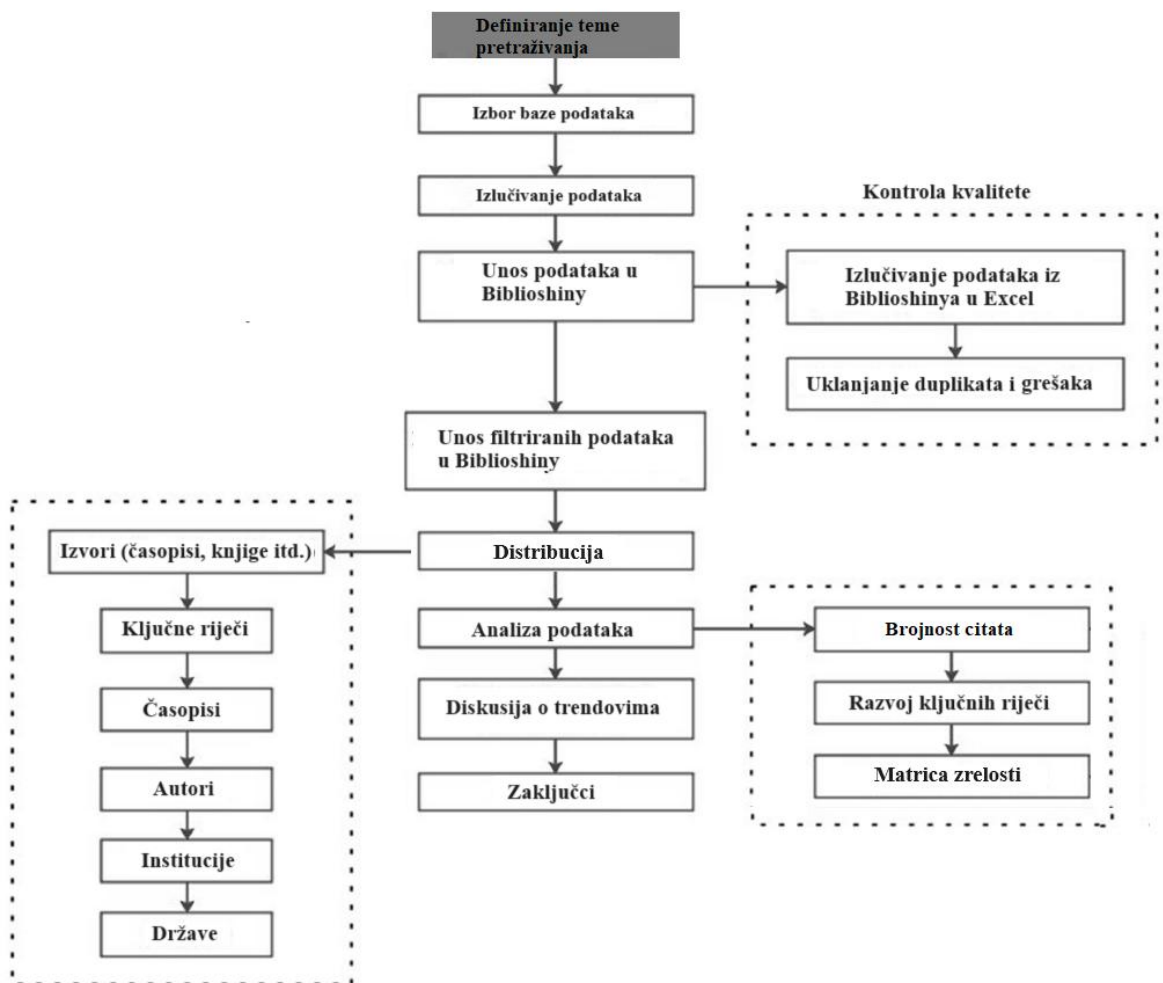 Definiranje teme
pretraživanja
Izbor baze podataka
Izlučivanje podataka
Unos podataka u
Biblioshiny
Kontrola kvalitete
Izlučivanje podataka iz
Biblioshinya u Excel
Uklanjanje duplikata i grešaka
Unos filtriranih podataka
u Biblioshiny
Distribucija
Izvori (časopisi, knjige itd.)
Ključne riječi
Časopisi
Autori
Institucije
Države
Analiza podataka
Brojnost citata
Razvoj ključnih riječi
Matrica zrelosti
Diskusija o trendovima
Zaključci